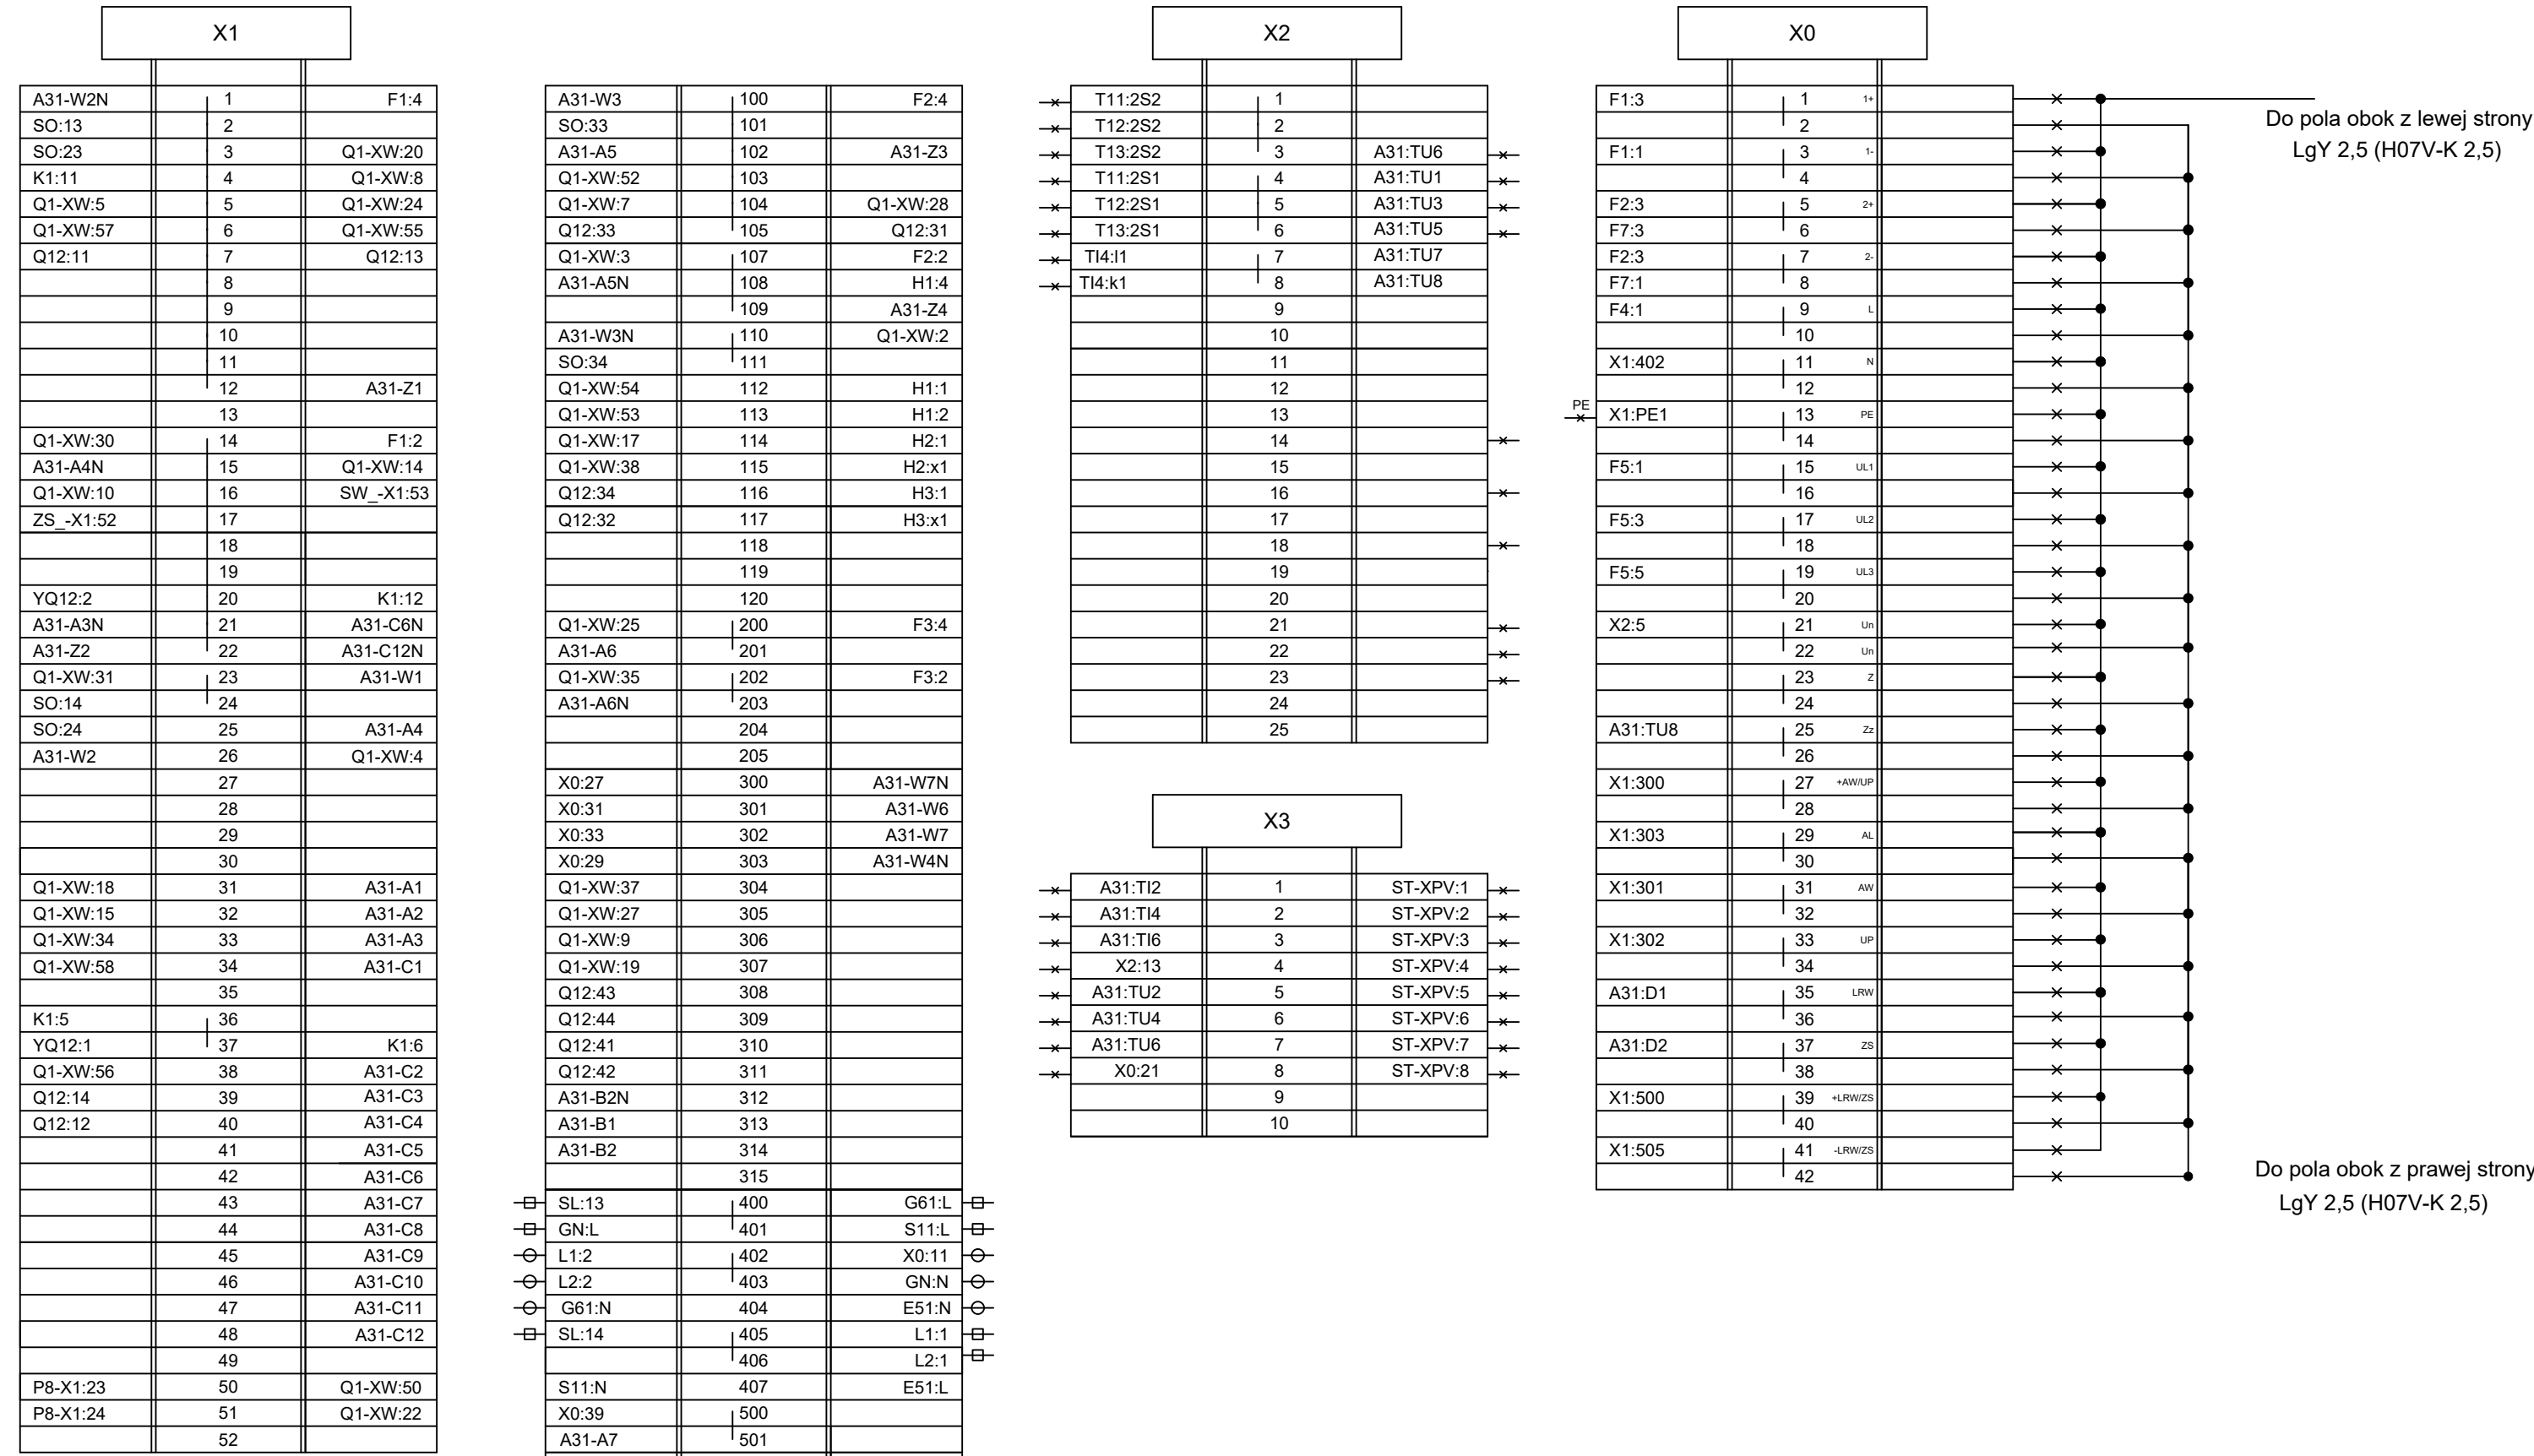 X1
A31-W2N 1 F1:4
SO:13 2
SO:23 3 Q1-XW:20
K1:11 4 Q1-XW:8
Q1-XW:5 5 Q1-XW:24
Q1-XW:57 6 Q1-XW:55
Q12:11 7 Q12:13
8
9
10
11
12 A31-Z1
13
Q1-XW:30 14 F1:2
A31-A4N 15 Q1-XW:14
Q1-XW:10 16 SW_-X1:53
ZS_-X1:52 17
18
19
YQ12:2 20 K1:12
A31-A3N 21 A31-C6N
A31-Z2 22 A31-C12N
Q1-XW:31 23 A31-W1
SO:14 24
SO:24 25 A31-A4
A31-W2 26 Q1-XW:4
27
28
29
30
Q1-XW:18 31 A31-A1
Q1-XW:15 32 A31-A2
Q1-XW:34 33 A31-A3
Q1-XW:58 34 A31-C1
35
K1:5 36
YQ12:1 37 K1:6
Q1-XW:56 38 A31-C2
Q12:14 39 A31-C3
Q12:12 40 A31-C4
41 A31-C5
42 A31-C6
43 A31-C7
44 A31-C8
45 A31-C9
46 A31-C10
47 A31-C11
48 A31-C12
49
P8-X1:23 50 Q1-XW:50
P8-X1:24 51 Q1-XW:22
52
A31-W3 100 F2:4
SO:33 101
A31-A5 102 A31-Z3
Q1-XW:52 103
Q1-XW:7 104 Q1-XW:28
Q12:33 105 Q12:31
Q1-XW:3 107 F2:2
A31-A5N 108 H1:4
109 A31-Z4
A31-W3N 110 Q1-XW:2
SO:34 111
Q1-XW:54 112 H1:1
Q1-XW:53 113 H1:2
Q1-XW:17 114 H2:1
Q1-XW:38 115 H2:x1
Q12:34 116 H3:1
Q12:32 117 H3:x1
118
119
120
Q1-XW:25 200 F3:4
A31-A6 201
Q1-XW:35 202 F3:2
A31-A6N 203
204
205
X0:27 300 A31-W7N
X0:31 301 A31-W6
X0:33 302 A31-W7
X0:29 303 A31-W4N
Q1-XW:37 304
Q1-XW:27 305
Q1-XW:9 306
Q1-XW:19 307
Q12:43 308
Q12:44 309
Q12:41 310
Q12:42 311
A31-B2N 312
A31-B1 313
A31-B2 314
315
SL:13 400 G61:L
GN:L 401 S11:L
L1:2 402 X0:11
L2:2 403 GN:N
G61:N 404 E51:N
SL:14 405 L1:1
406 L2:1
S11:N 407 E51:L
X0:39 500
A31-A7 501
X2
T11:2S2 1
T12:2S2 2
T13:2S2 3 A31:TU6
T11:2S1 4 A31:TU1
T12:2S1 5 A31:TU3
T13:2S1 6 A31:TU5
TI4:l1 7 A31:TU7
TI4:k1 8 A31:TU8
9
10
11
12
13
14
15
16
17
18
19
20
21
22
23
24
25
X3
A31:TI2 1 ST-XPV:1
A31:TI4 2 ST-XPV:2
A31:TI6 3 ST-XPV:3
X2:13 4 ST-XPV:4
A31:TU2 5 ST-XPV:5
A31:TU4 6 ST-XPV:6
A31:TU6 7 ST-XPV:7
X0:21 8 ST-XPV:8
9
10
X0
F1:3 1 1+
2
F1:1 3 1-
4
F2:3 5 2+
F7:3 6
F2:3 7 2-
F7:1 8
F4:1 9 L
10
X1:402 11 N
12
PE X1:PE1 13 PE
14
F5:1 15 UL1
16
F5:3 17 UL2
18
F5:5 19 UL3
20
X2:5 21 Un
22 Un
23 Z
24
A31:TU8 25 Zz
26
X1:300 27 +AW/UP
28
X1:303 29 AL
30
X1:301 31 AW
32
X1:302 33 UP
34
A31:D1 35 LRW
36
A31:D2 37 ZS
38
X1:500 39 +LRW/ZS
40
X1:505 41 -LRW/ZS
42
Do pola obok z lewej strony
LgY 2,5 (H07V-K 2,5)
Do pola obok z prawej strony
LgY 2,5 (H07V-K 2,5)